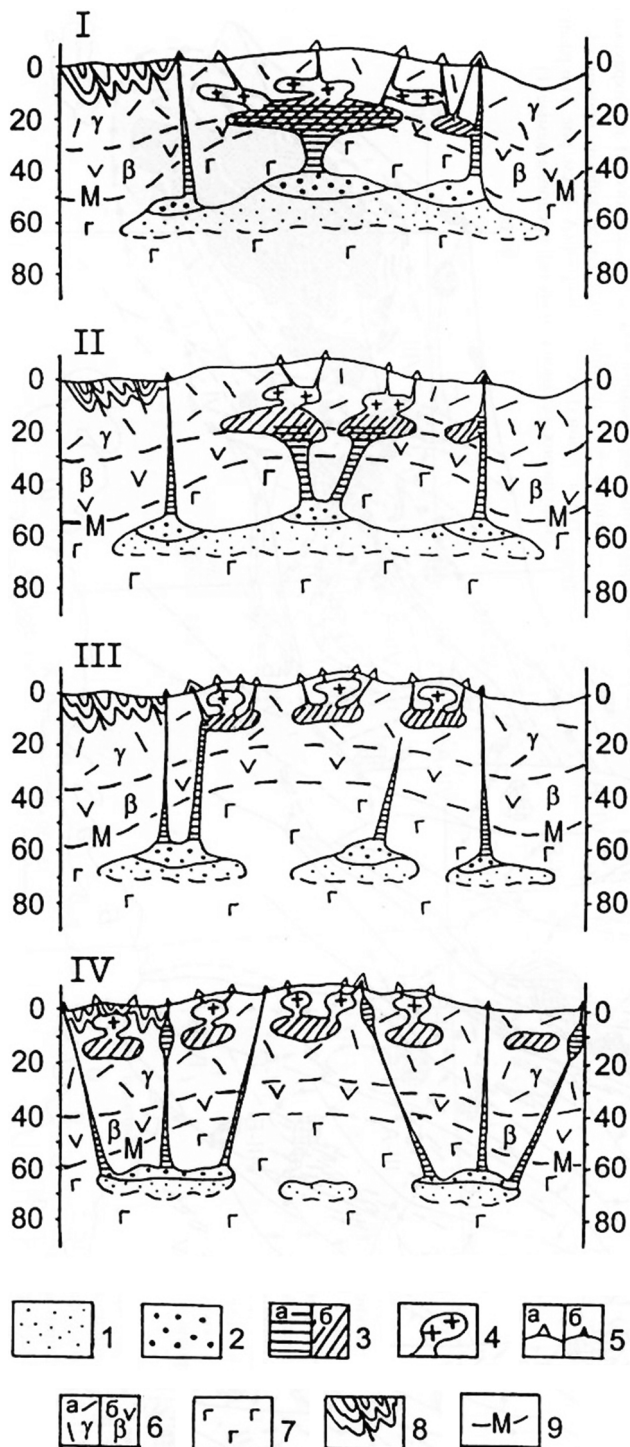 I
0 0
20 γ V V Г γ 20
40 V β V Г Г Г β V 40
M M
60 Г Г 60
80 Г Г Г Г 80
II
0 + + 0
+ +
20 γ γ 20
V V
40 β Г Г β V 40
V V
M M
60 Г Г 60
80 Г Г Г Г 80
III
0 + + + 0
20 γ γ 20
V V V V
40 β Г β 40
M M
60 Г Г Г 60
80 Г Г 80
IV
0 + + + + + 0
20 20
γ γ
40 V V V V 40
β Г Г β
M M
60 Г Г Г 60
80 Г Г Г Г 80
1 2 а б 3 + + 4 а б 5
а γ б β V 6 Г Г Г 7 8 –M– 9